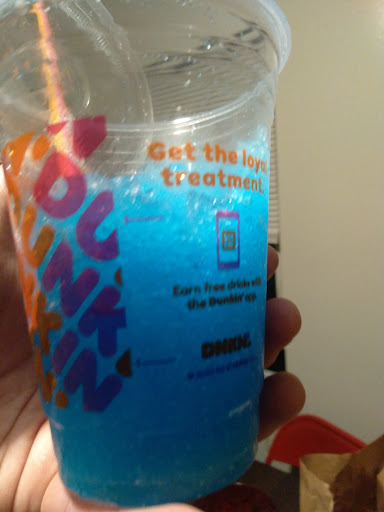 DUNKIN'
Get the loya
treatment.
Earn free drinks with
the Dunkin' app